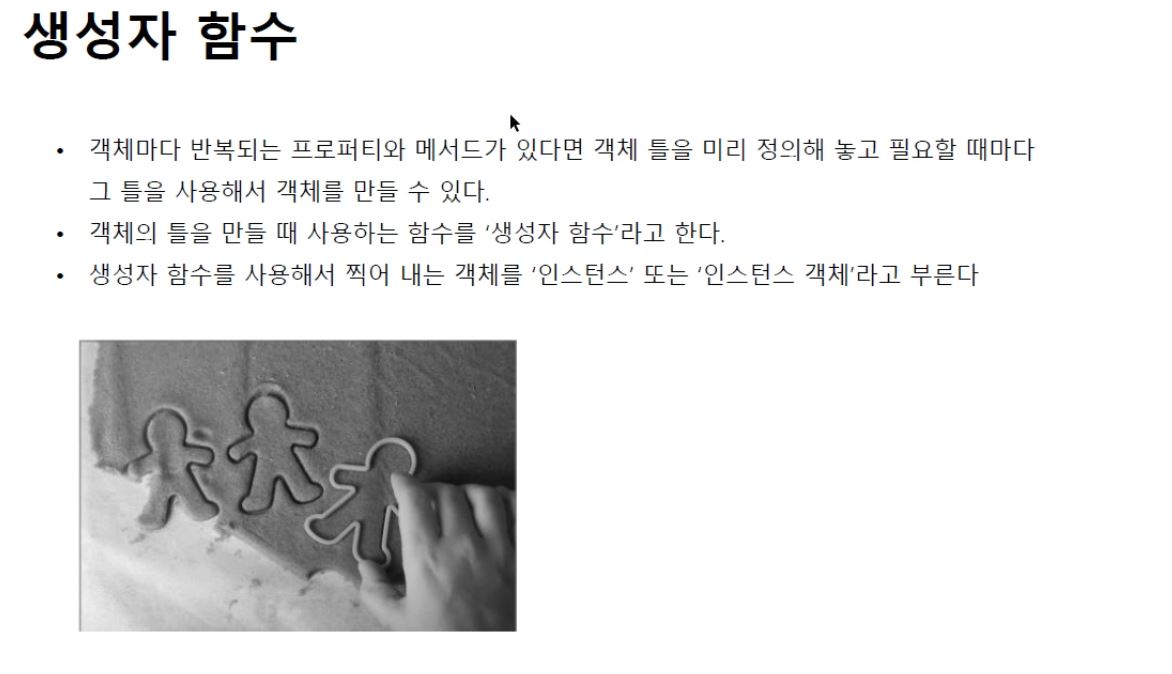 생성자 함수
• 객체마다 반복되는 프로퍼티와 메서드가 있다면 객체 틀을 미리 정의해 놓고 필요할 때마다
그 틀을 사용해서 객체를 만들 수 있다.
• 객체의 틀을 만들 때 사용하는 함수를 ‘생성자 함수’라고 한다.
• 생성자 함수를 사용해서 찍어 내는 객체를 ‘인스턴스’ 또는 ‘인스턴스 객체’라고 부른다